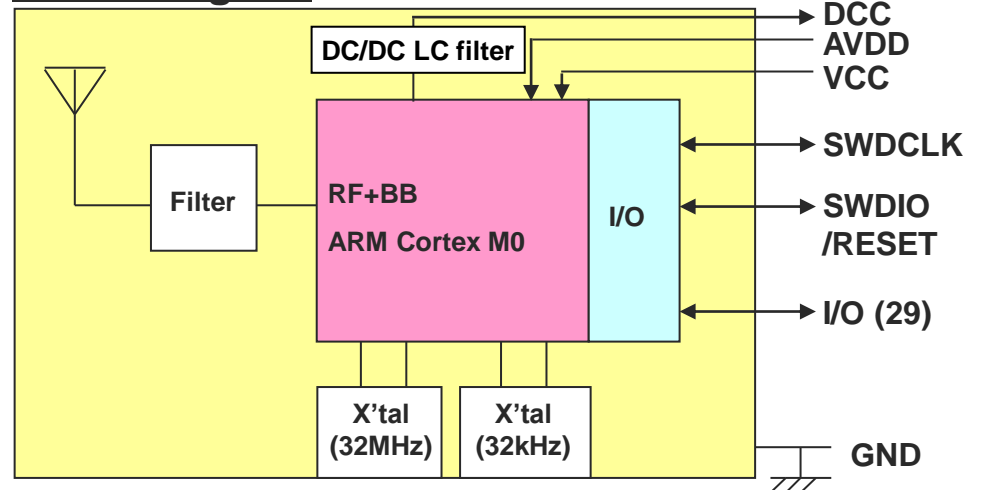 DCC
DC/DC LC filter
AVDD
VCC
SWDCLK
Filter
RF+BB
ARM Cortex M0
I/O
SWDIO
/RESET
I/O (29)
X’tal
(32MHz)
X’tal
(32kHz)
GND